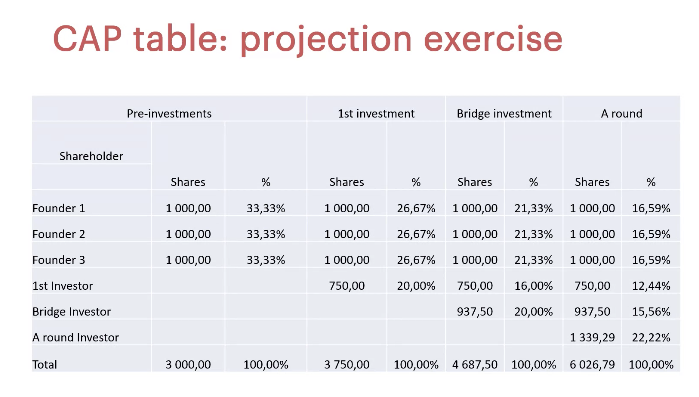 CAP table: projection exercise
Pre-investments 1st investment Bridge investment A round
Shareholder
Shares % Shares % Shares % Shares %
Founder 1 1 000,00 33,33% 1 000,00 26,67% 1 000,00 21,33% 1 000,00 16,59%
Founder 2 1 000,00 33,33% 1 000,00 26,67% 1 000,00 21,33% 1 000,00 16,59%
Founder 3 1 000,00 33,33% 1 000,00 26,67% 1 000,00 21,33% 1 000,00 16,59%
1st Investor 750,00 20,00% 750,00 16,00% 750,00 12,44%
Bridge Investor 937,50 20,00% 937,50 15,56%
A round Investor 1 339,29 22,22%
Total 3 000,00 100,00% 3 750,00 100,00% 4 687,50 100,00% 6 026,79 100,00%